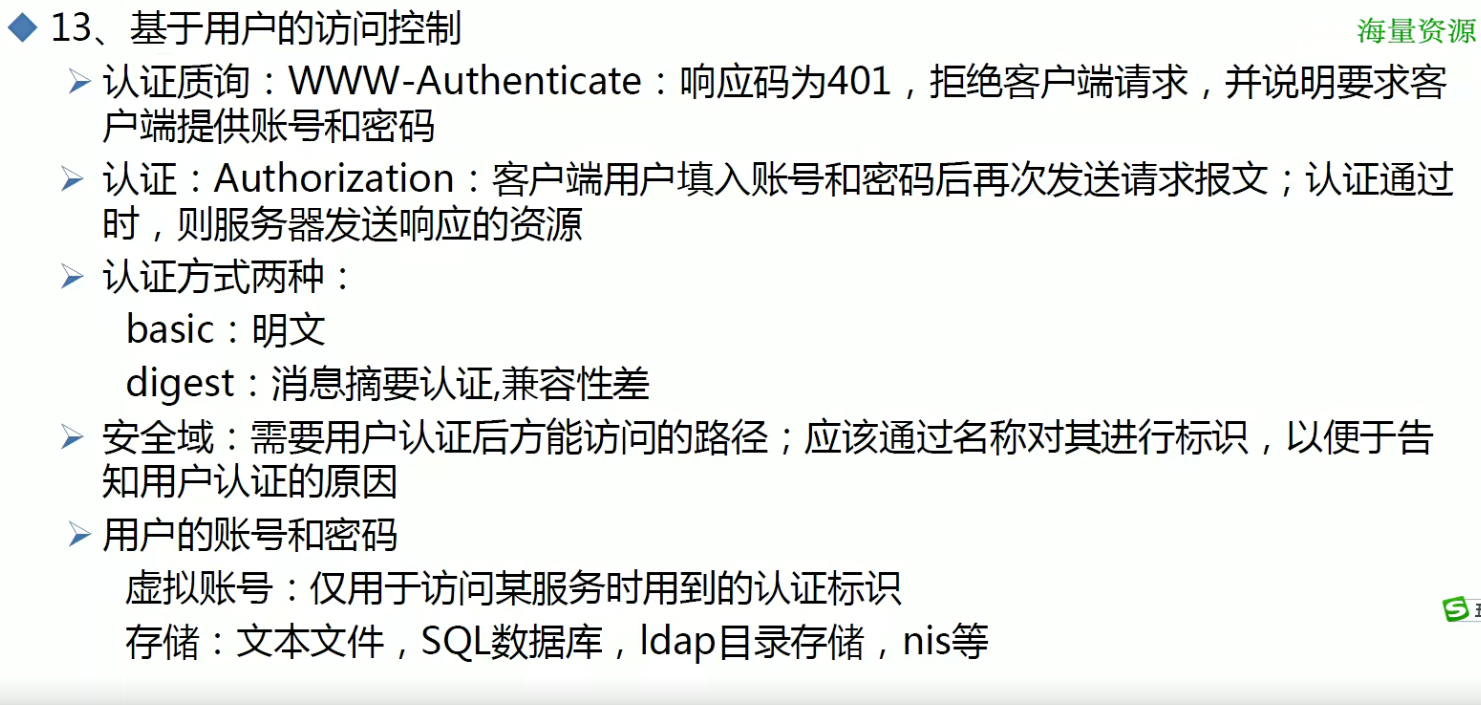 13、基于用户的访问控制
海量资源
认证质询：WWW-Authenticate：响应码为401，拒绝客户端请求，并说明要求客
户端提供账号和密码
认证：Authorization：客户端用户填入账号和密码后再次发送请求报文；认证通过
时，则服务器发送响应的资源
认证方式两种：
basic：明文
digest：消息摘要认证,兼容性差
安全域：需要用户认证后方能访问的路径；应该通过名称对其进行标识，以便于告
知用户认证的原因
用户的账号和密码
虚拟账号：仅用于访问某服务时用到的认证标识
存储：文本文件，SQL数据库，ldap目录存储，nis等